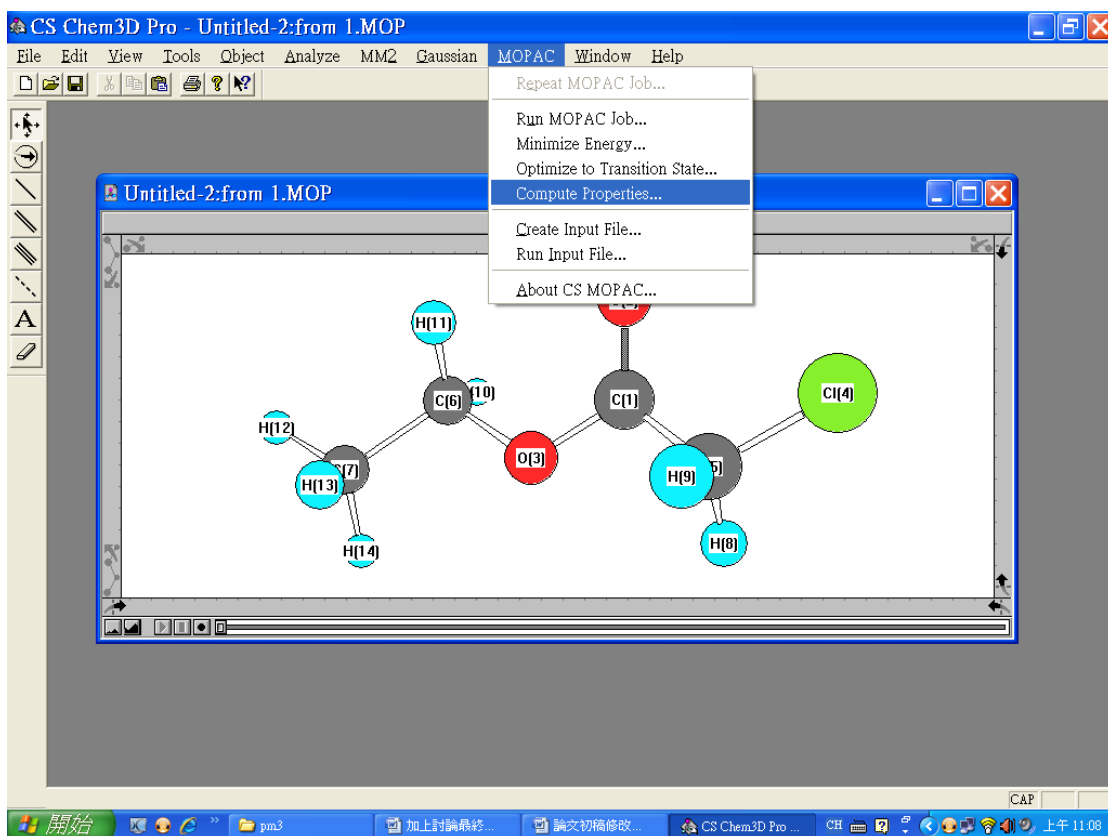 CS Chem3D Pro - Untitled-2:from 1.MOP
File Edit View Tools Object Analyze MM2 Gaussian MOPAC Window Help
Repeat MOPAC Job...
Run MOPAC Job...
Minimize Energy...
Optimize to Transition State...
Compute Properties...
Create Input File...
Run Input File...
About CS MOPAC...
A
Untitled-2:from 1.MOP
H(11)
C(6)
(10)
C(1)
Cl(4)
H(12)
O(3)
(7)
H(13)
H(9)
5)
H(14)
H(8)
CAP
開始
pm3
加上討論最終...
論文初稿修改...
CS Chem3D Pro ...
CH
上午 11:08